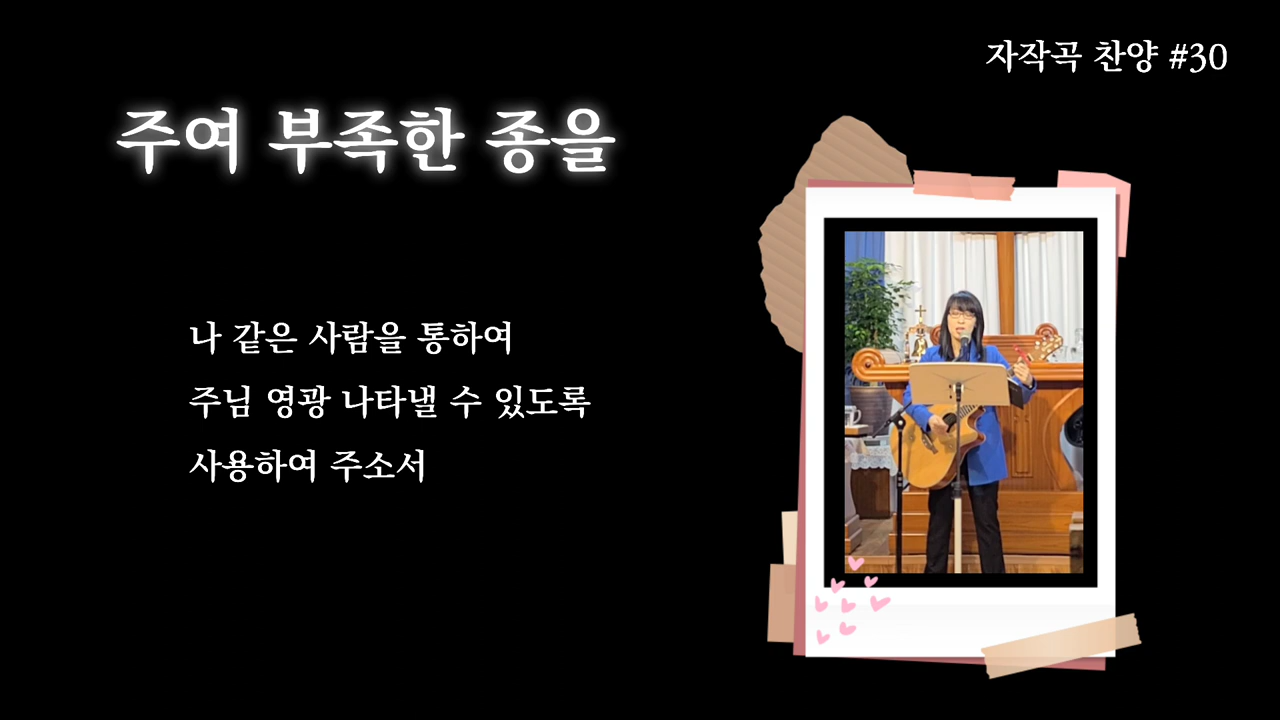 자작곡 찬양 #30
주여 부족한 종을
나 같은 사람을 통하여
주님 영광 나타낼 수 있도록
사용하여 주소서